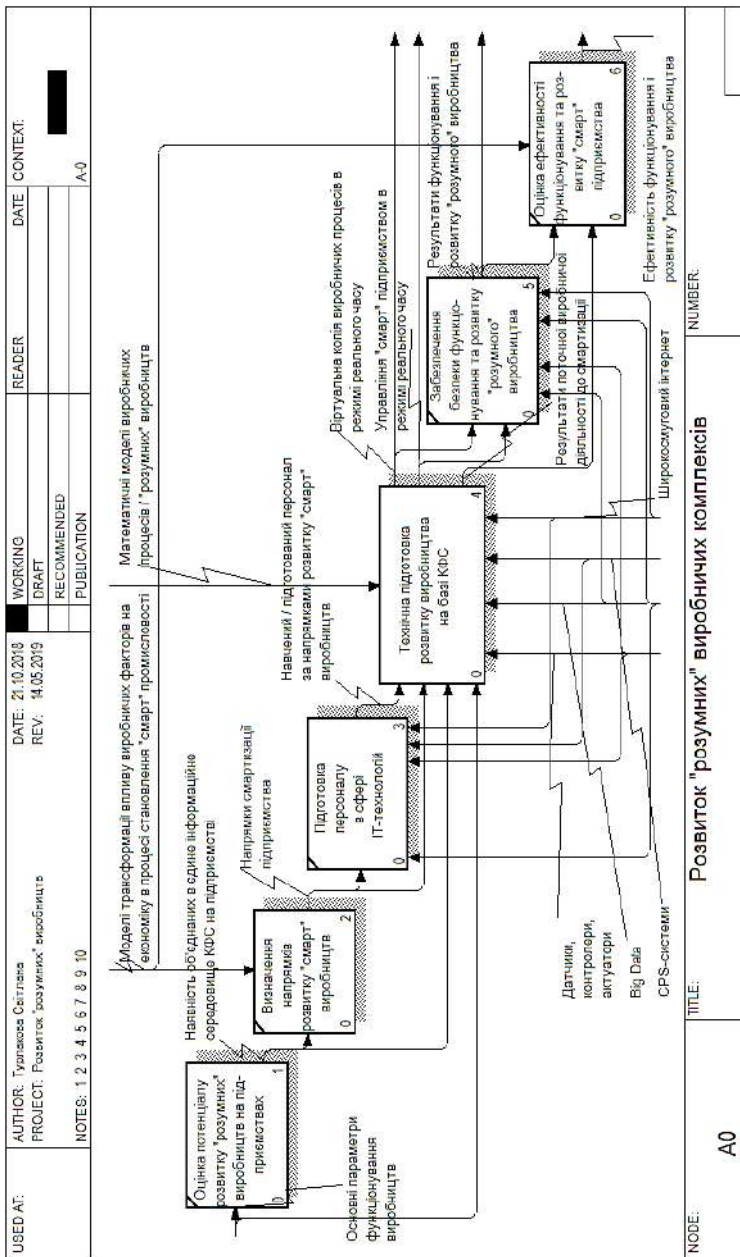 USED AT:
AUTHOR: Турлакова Світлана
PROJECT: Розвиток "розумних" виробництв
NOTES: 1 2 3 4 5 6 7 8 9 10
DATE: 21.10.2018
REV: 14.05.2019
WORKING
DRAFT
RECOMMENDED
PUBLICATION
READER
DATE
CONTEXT:
A-0
Моделі трансформації впливу виробничих факторів на
економіку в процесі становлення "смарт" промисловості
Математичні моделі виробничих
процесів / "розумних" виробництв
Оцінка потенціалу
розвитку "розумних"
виробництв на під-
приємствах
0
1
Наявність об'єднаних в єдине інформаційне
середовище КФС на підприємстві
Основні параметри
функціонування
виробництв
Визначення
напрямків
розвитку "смарт"
виробництв
0
2
Напрямки смартизації
підприємства
Підготовка
персоналу
в сфері
ІТ-технологій
0
3
Навчений / підготований персонал
за напрямками розвитку "смарт"
виробництв
Технічна підготовка
розвитку виробництва
на базі КФС
0
4
Віртуальна копія виробничих процесів в
режимі реального часу
Управління "смарт" підприємством в
режимі реального часу
Результати функціонування і
розвитку "розумного" виробництва
Забезпечення
безпеки функціо-
нування та розвитку
"розумного"
виробництва
0
5
Результати поточної виробничої
діяльності до смартизації
Оцінка ефективності
функціонування та роз-
витку "смарт"
підприємства
0
6
Ефективність функціонування і
розвитку "розумного" виробництва
Датчики,
контролери,
актуатори
Big Data
CPS-системи
Широкосмуговий інтернет
NODE:
A0
TITLE:
Розвиток "розумних" виробничих комплексів
NUMBER: